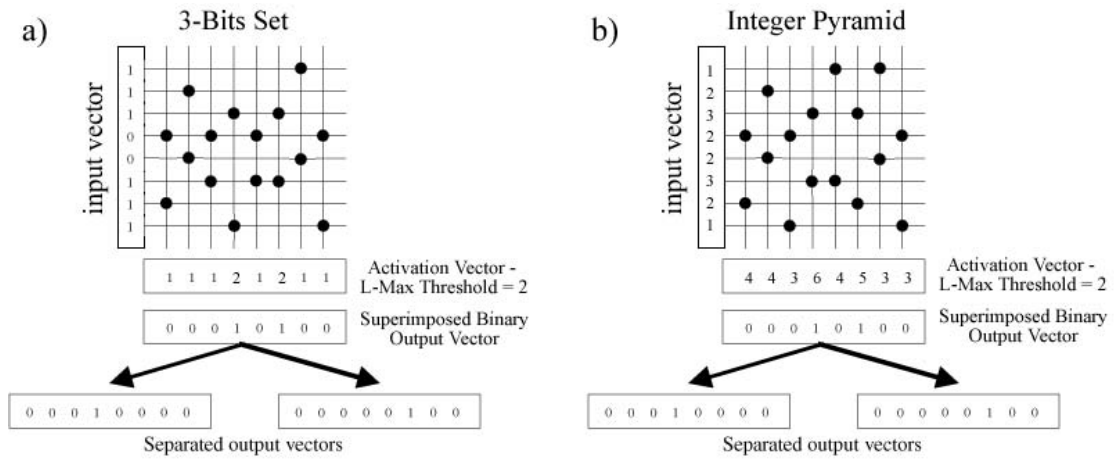 a)
3-Bits Set
input vector
1
1
1
0
0
1
1
1
1 1 1 2 1 2 1 1
Activation Vector -
L-Max Threshold = 2
0 0 0 1 0 1 0 0
Superimposed Binary
Output Vector
0 0 0 1 0 0 0 0
0 0 0 0 0 1 0 0
Separated output vectors
b)
Integer Pyramid
input vector
1
2
3
2
2
3
2
1
4 4 3 6 4 5 3 3
Activation Vector -
L-Max Threshold = 2
0 0 0 1 0 1 0 0
Superimposed Binary
Output Vector
0 0 0 1 0 0 0 0
0 0 0 0 0 1 0 0
Separated output vectors